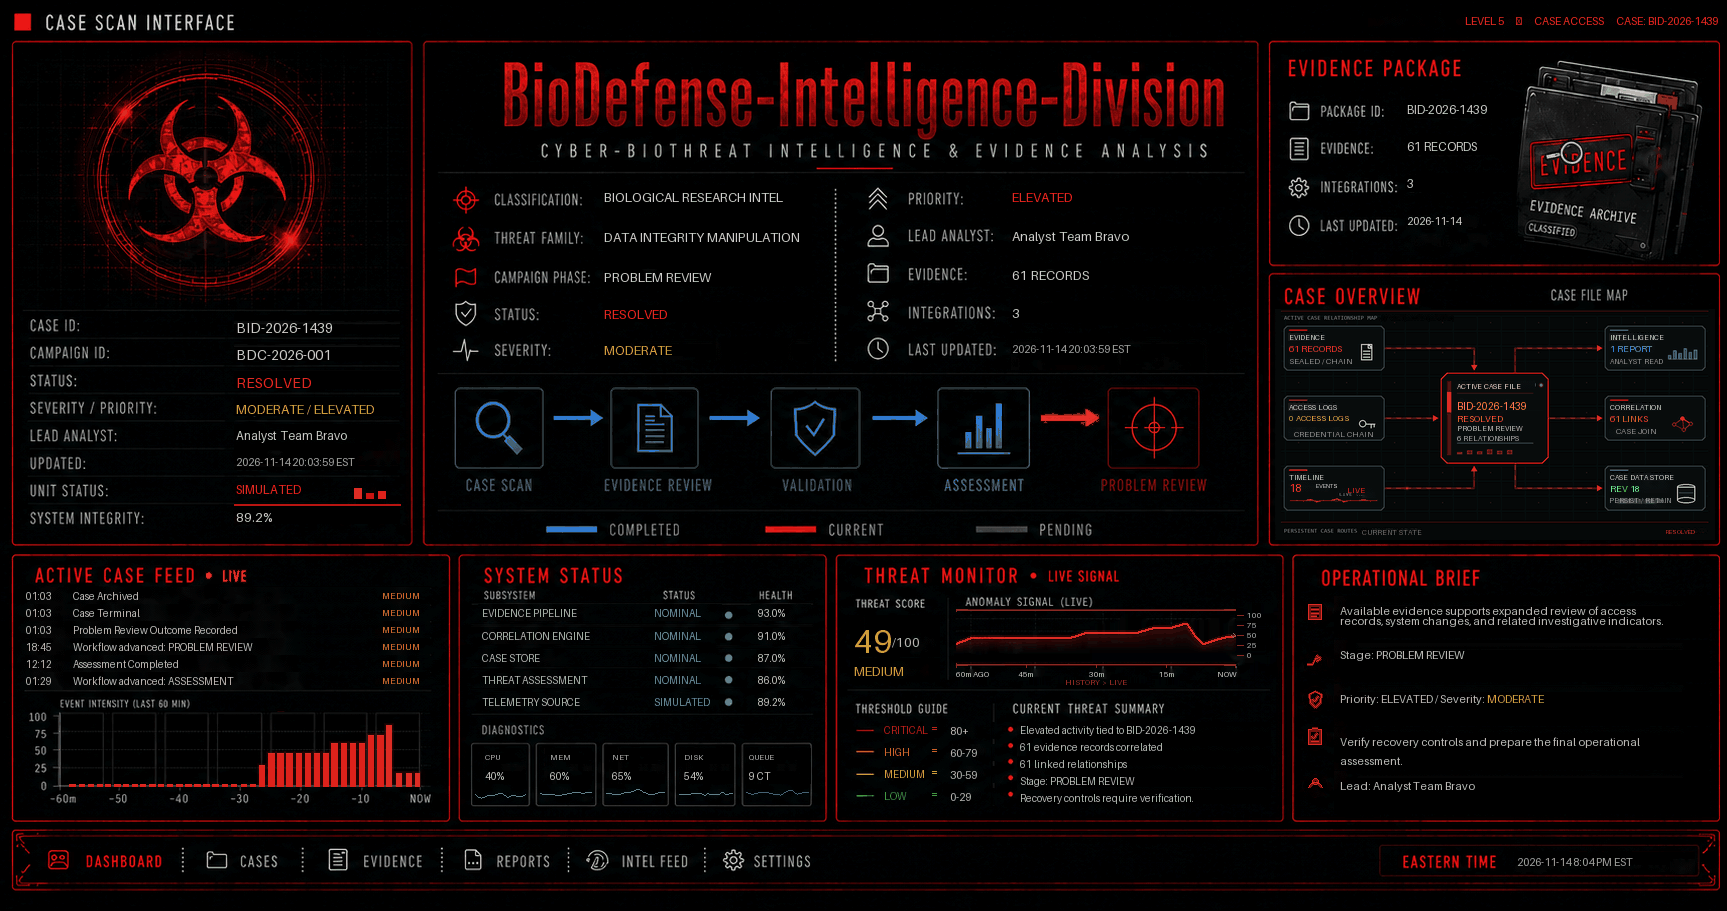 CASE SCAN INTERFACE
LEVEL 5 CASE ACCESS CASE: BID-2026-1439
CASE ID: BID-2026-1439
CAMPAIGN ID: BDC-2026-001
STATUS: RESOLVED
SEVERITY / PRIORITY: MODERATE / ELEVATED
LEAD ANALYST: Analyst Team Bravo
UPDATED: 2026-11-14 20:03:59 EST
UNIT STATUS: SIMULATED
SYSTEM INTEGRITY: 89.2%
BioDefense-Intelligence-Division
CYBER-BIOTHREAT INTELLIGENCE & EVIDENCE ANALYSIS
CLASSIFICATION: BIOLOGICAL RESEARCH INTEL
THREAT FAMILY: DATA INTEGRITY MANIPULATION
CAMPAIGN PHASE: PROBLEM REVIEW
STATUS: RESOLVED
SEVERITY: MODERATE
PRIORITY: ELEVATED
LEAD ANALYST: Analyst Team Bravo
EVIDENCE: 61 RECORDS
INTEGRATIONS: 3
LAST UPDATED: 2026-11-14 20:03:59 EST
CASE SCAN EVIDENCE REVIEW VALIDATION ASSESSMENT PROBLEM REVIEW
COMPLETED CURRENT PENDING
EVIDENCE PACKAGE
PACKAGE ID: BID-2026-1439
EVIDENCE: 61 RECORDS
INTEGRATIONS: 3
LAST UPDATED: 2026-11-14
EVIDENCE
EVIDENCE ARCHIVE
CLASSIFIED
CASE OVERVIEW CASE FILE MAP
ACTIVE CASE RELATIONSHIP MAP
EVIDENCE
61 RECORDS
SEALED / CHAIN
ACCESS LOGS
0 ACCESS LOGS
CREDENTIAL CHAIN
TIMELINE
18 EVENTS
LIVE
ACTIVE CASE FILE
BID-2026-1439
RESOLVED
PROBLEM REVIEW
6 RELATIONSHIPS
INTELLIGENCE
1 REPORT
ANALYST READ
CORRELATION
61 LINKS
CASE JOIN
CASE DATASTORE
REV 18
PERSISTENT CASE ROUTES CURRENT STATE RESOLVED
ACTIVE CASE FEED • LIVE
01:03 Case Archived MEDIUM
01:03 Case Terminal MEDIUM
01:03 Problem Review Outcome Recorded MEDIUM
18:45 Workflow advanced: PROBLEM REVIEW MEDIUM
12:12 Assessment Completed MEDIUM
01:29 Workflow advanced: ASSESSMENT MEDIUM
EVENT INTENSITY (LAST 60 MIN)
100
75
50
25
0
-60m -50 -40 -30 -20 -10 NOW
SYSTEM STATUS
SUBSYSTEM STATUS HEALTH
EVIDENCE PIPELINE NOMINAL 93.0%
CORRELATION ENGINE NOMINAL 91.0%
CASE STORE NOMINAL 87.0%
THREAT ASSESSMENT NOMINAL 86.0%
TELEMETRY SOURCE SIMULATED 89.2%
DIAGNOSTICS
CPU MEM NET DISK QUEUE
40% 60% 65% 54% 9 CT
THREAT MONITOR • LIVE SIGNAL
THREAT SCORE
49/100
MEDIUM
ANOMALY SIGNAL (LIVE)
100
75
50
25
0
60m AGO 45m 30m 15m NOW
HISTORY > LIVE
THRESHOLD GUIDE
CRITICAL = 80+
HIGH = 60-79
MEDIUM = 30-59
LOW = 0-29
CURRENT THREAT SUMMARY
Elevated activity tied to BID-2026-1439
61 evidence records correlated
61 linked relationships
Stage: PROBLEM REVIEW
Recovery controls require verification.
OPERATIONAL BRIEF
Available evidence supports expanded review of access
records, system changes, and related investigative indicators.
Stage: PROBLEM REVIEW
Priority: ELEVATED / Severity: MODERATE
Verify recovery controls and prepare the final operational
assessment.
Lead: Analyst Team Bravo
DASHBOARD CASES EVIDENCE REPORTS INTEL FEED SETTINGS
EASTERN TIME 2026-11-14 8:04 PM EST